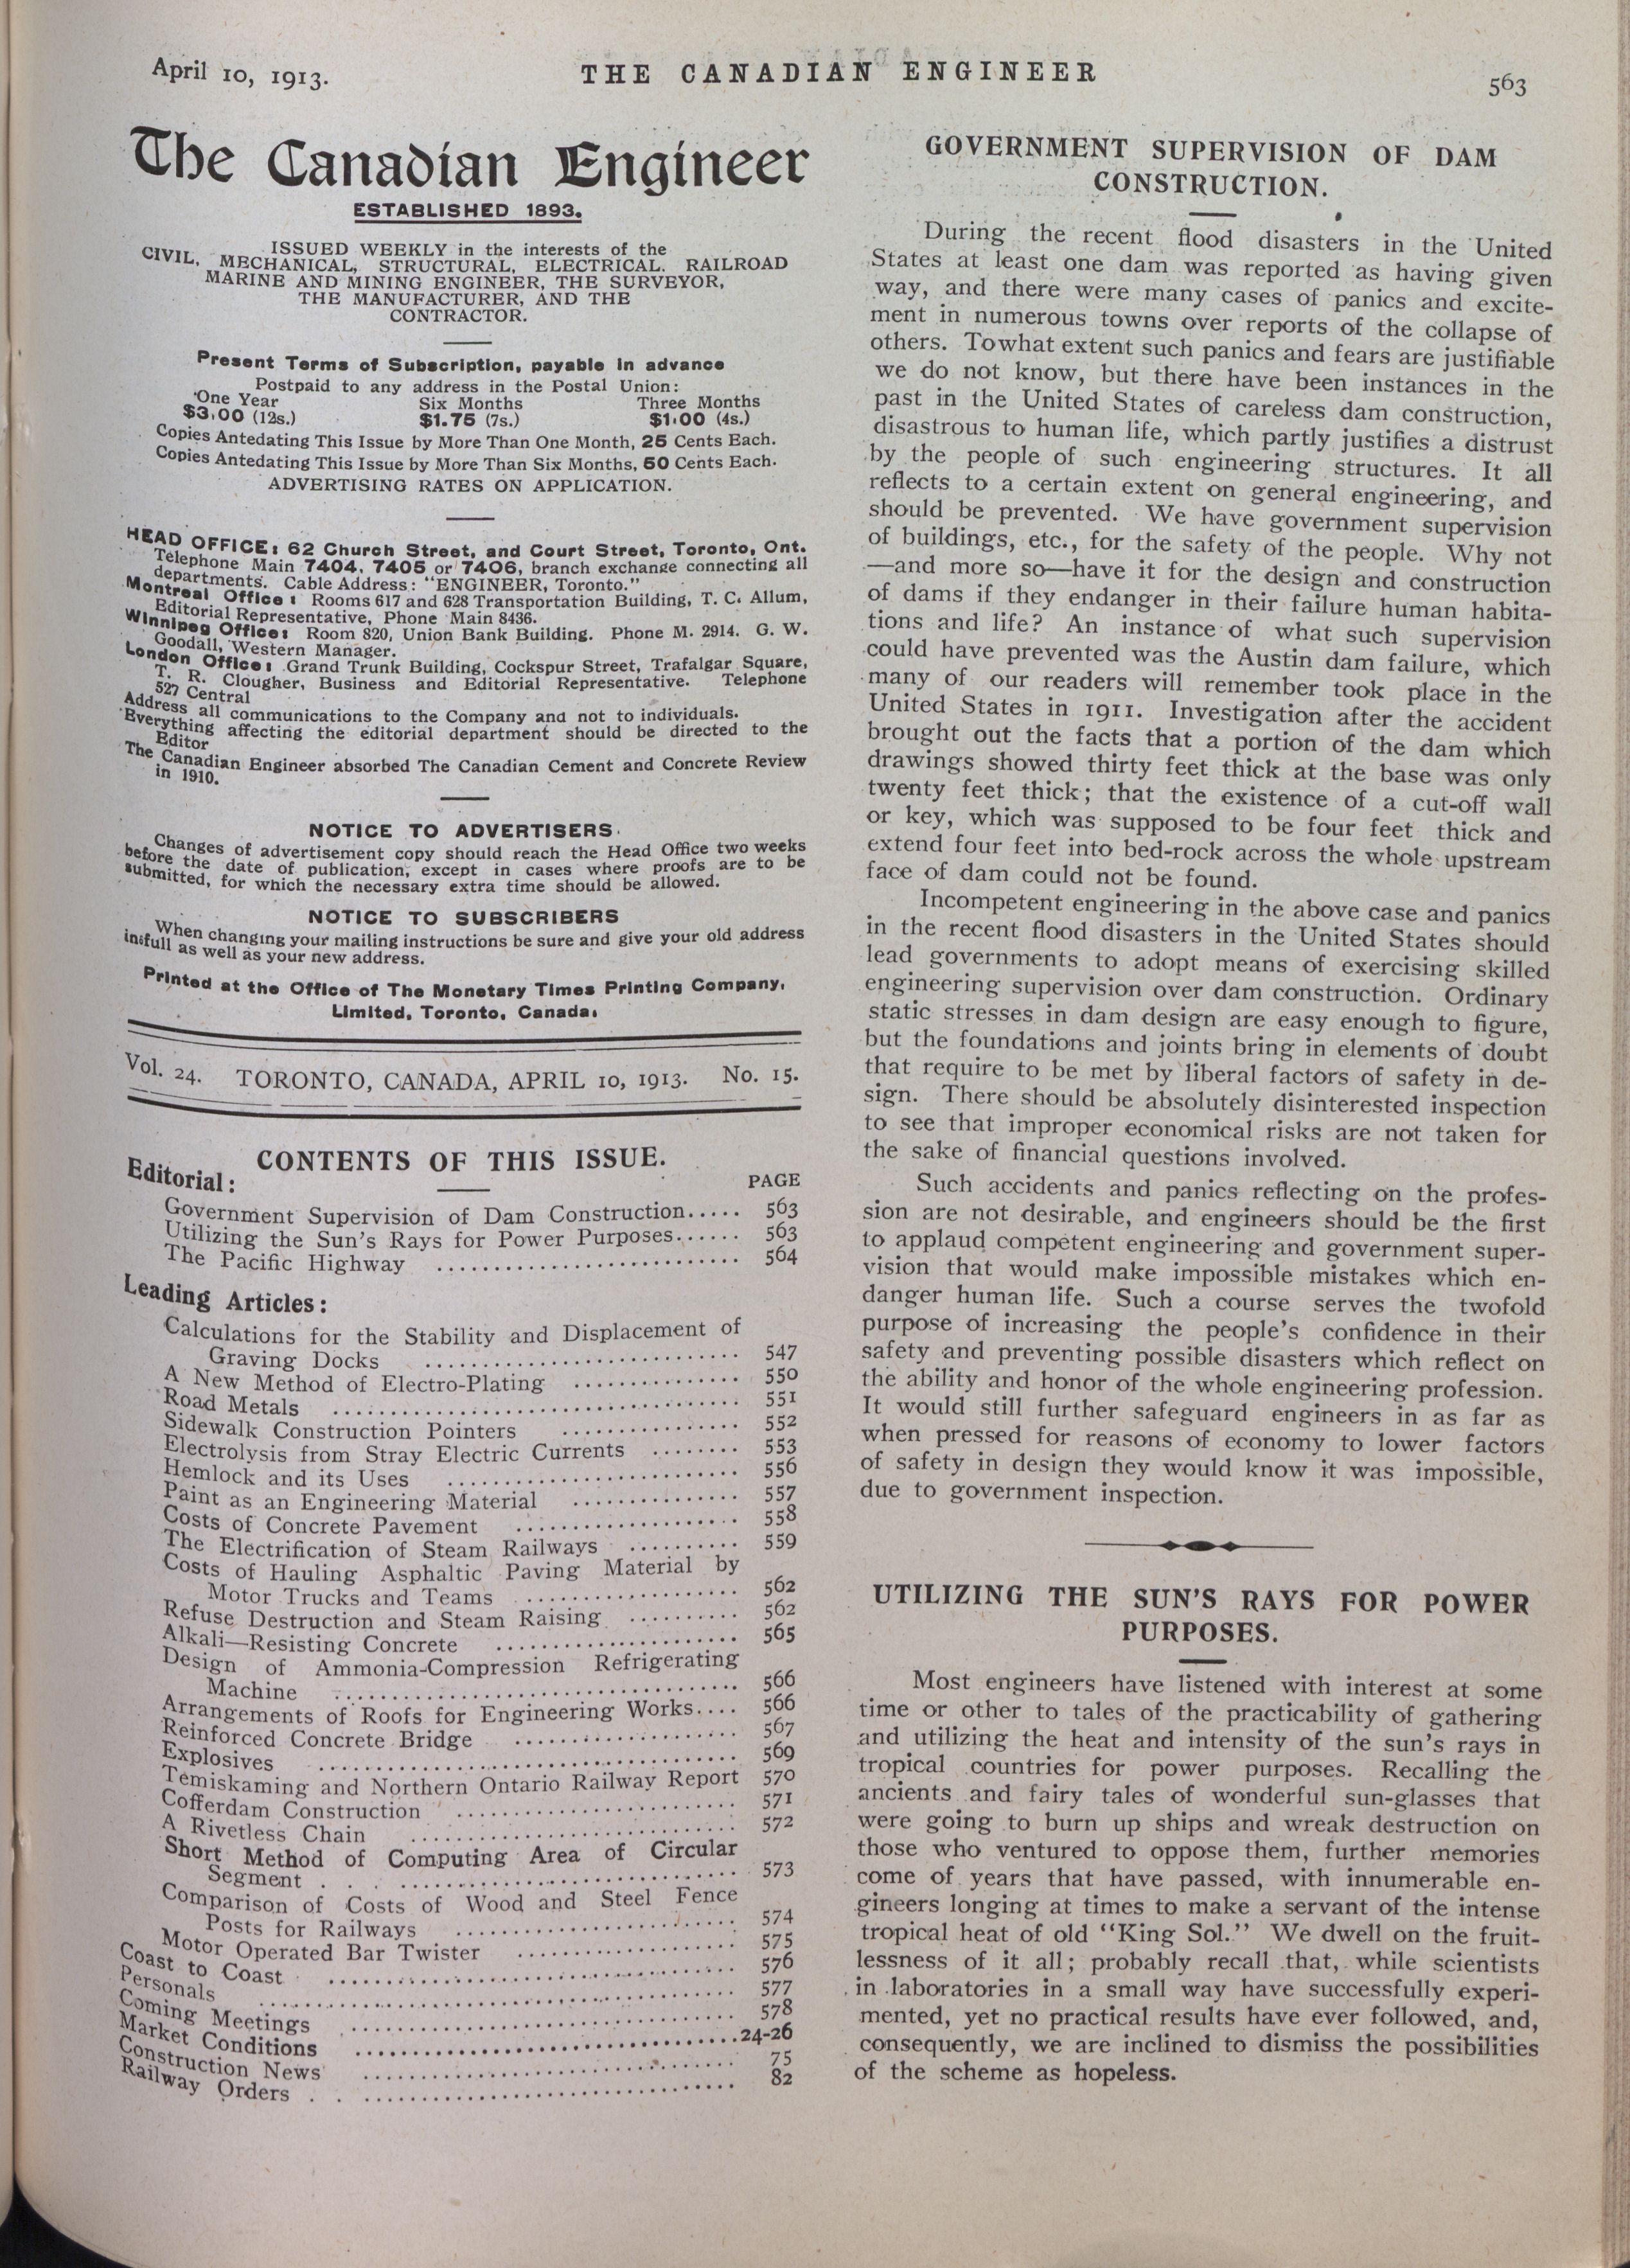 April 10, 1913.
THE CANADIAN ENGINEER
563
The Canadian Engineer
ESTABLISHED 1893.
ISSUED WEEKLY in the interests of the
CIVIL, MECHANICAL, STRUCTURAL, ELECTRICAL. RAILROAD
MARINE AND MINING ENGINEER, THE SURVEYOR,
THE MANUFACTURER, AND THE
CONTRACTOR.
Present Terms of Subscription, payable in advance
Postpaid to any address in the Postal Union:
One Year Six Months Three Months
$3.00 (12s.) $1.75 (7s.) $1.00 (4s.)
Copies Antedating This Issue by More Than One Month, 25 Cents Each.
Copies Antedating This Issue by More Than Six Months, 50 Cents Each.
ADVERTISING RATES ON APPLICATION.
HEAD OFFICE: 62 Church Street, and Court Street, Toronto, Ont.
Telephone Main 7404, 7405 or 7406, branch exchange connecting all
departments. Cable Address: "ENGINEER, Toronto."
Montreal Office: Rooms 617 and 628 Transportation Building, T. C. Allum,
Editorial Representative, Phone Main 8436.
Winnipeg Office: Room 820, Union Bank Building. Phone M. 2914. G. W.
Goodall, Western Manager.
London Office: Grand Trunk Building, Cockspur Street, Trafalgar Square,
T. R. Clougher, Business and Editorial Representative. Telephone
527 Central
Address all communications to the Company and not to individuals.
Everything affecting the editorial department should be directed to the
Editor
The Canadian Engineer absorbed The Canadian Cement and Concrete Review
in 1910.
NOTICE TO ADVERTISERS.
Changes of advertisement copy should reach the Head Office two weeks
before the date of publication, except in cases where proofs are to be
submitted, for which the necessary extra time should be allowed.
NOTICE TO SUBSCRIBERS
When changing your mailing instructions be sure and give your old address
in full as well as your new address.
Printed at the Office of The Monetary Times Printing Company,
Limited, Toronto, Canada.
Vol. 24. TORONTO, CANADA, APRIL 10, 1913. No. 15.
CONTENTS OF THIS ISSUE.
Editorial: PAGE
Government Supervision of Dam Construction..... 563
Utilizing the Sun's Rays for Power Purposes...... 563
The Pacific Highway .......................... 564
Leading Articles:
Calculations for the Stability and Displacement of
Graving Docks ........................... 547
A New Method of Electro-Plating ............... 550
Road Metals .................................. 551
Sidewalk Construction Pointers ............... 552
Electrolysis from Stray Electric Currents ........ 553
Hemlock and its Uses ......................... 556
Paint as an Engineering Material ............... 557
Costs of Concrete Pavement ................... 558
The Electrification of Steam Railways .......... 559
Costs of Hauling Asphaltic Paving Material by
Motor Trucks and Teams ................... 562
Refuse Destruction and Steam Raising .......... 562
Alkali—Resisting Concrete ..................... 565
Design of Ammonia-Compression Refrigerating
Machine .................................. 566
Arrangements of Roofs for Engineering Works.... 566
Reinforced Concrete Bridge ................... 567
Explosives .................................... 569
Temiskaming and Northern Ontario Railway Report 570
Cofferdam Construction ........................ 571
A Rivetless Chain ............................ 572
Short Method of Computing Area of Circular
Segment . . . ............................. 573
Comparison of Costs of Wood and Steel Fence
Posts for Railways ........................ 574
Motor Operated Bar Twister ................... 575
Coast to Coast ................................... 576
Personals ......................................... 577
Coming Meetings ................................. 578
Market Conditions ................................24-26
Construction News ............................... 75
Railway Orders . . ............................... 82
GOVERNMENT SUPERVISION OF DAM
CONSTRUCTION.
During the recent flood disasters in the United
States at least one dam was reported as having given
way, and there were many cases of panics and excite-
ment in numerous towns over reports of the collapse of
others. Towhat extent such panics and fears are justifiable
we do not know, but there have been instances in the
past in the United States of careless dam construction,
disastrous to human life, which partly justifies a distrust
by the people of such engineering structures. It all
reflects to a certain extent on general engineering, and
should be prevented. We have government supervision
of buildings, etc., for the safety of the people. Why not
—and more so—have it for the design and construction
of dams if they endanger in their failure human habita-
tions and life? An instance of what such supervision
could have prevented was the Austin dam failure, which
many of our readers will remember took place in the
United States in 1911. Investigation after the accident
brought out the facts that a portion of the dam which
drawings showed thirty feet thick at the base was only
twenty feet thick; that the existence of a cut-off wall
or key, which was supposed to be four feet thick and
extend four feet into bed-rock across the whole upstream
face of dam could not be found.
Incompetent engineering in the above case and panics
in the recent flood disasters in the United States should
lead governments to adopt means of exercising skilled
engineering supervision over dam construction. Ordinary
static stresses in dam design are easy enough to figure,
but the foundations and joints bring in elements of doubt
that require to be met by liberal factors of safety in de-
sign. There should be absolutely disinterested inspection
to see that improper economical risks are not taken for
the sake of financial questions involved.
Such accidents and panics reflecting on the profes-
sion are not desirable, and engineers should be the first
to applaud competent engineering and government super-
vision that would make impossible mistakes which en-
danger human life. Such a course serves the twofold
purpose of increasing the people's confidence in their
safety and preventing possible disasters which reflect on
the ability and honor of the whole engineering profession.
It would still further safeguard engineers in as far as
when pressed for reasons of economy to lower factors
of safety in design they would know it was impossible,
due to government inspection.
UTILIZING THE SUN'S RAYS FOR POWER
PURPOSES.
Most engineers have listened with interest at some
time or other to tales of the practicability of gathering
and utilizing the heat and intensity of the sun's rays in
tropical countries for power purposes. Recalling the
ancients and fairy tales of wonderful sun-glasses that
were going to burn up ships and wreak destruction on
those who ventured to oppose them, further memories
come of years that have passed, with innumerable en-
gineers longing at times to make a servant of the intense
tropical heat of old "King Sol." We dwell on the fruit-
lessness of it all; probably recall that, while scientists
in laboratories in a small way have successfully experi-
mented, yet no practical results have ever followed, and,
consequently, we are inclined to dismiss the possibilities
of the scheme as hopeless.